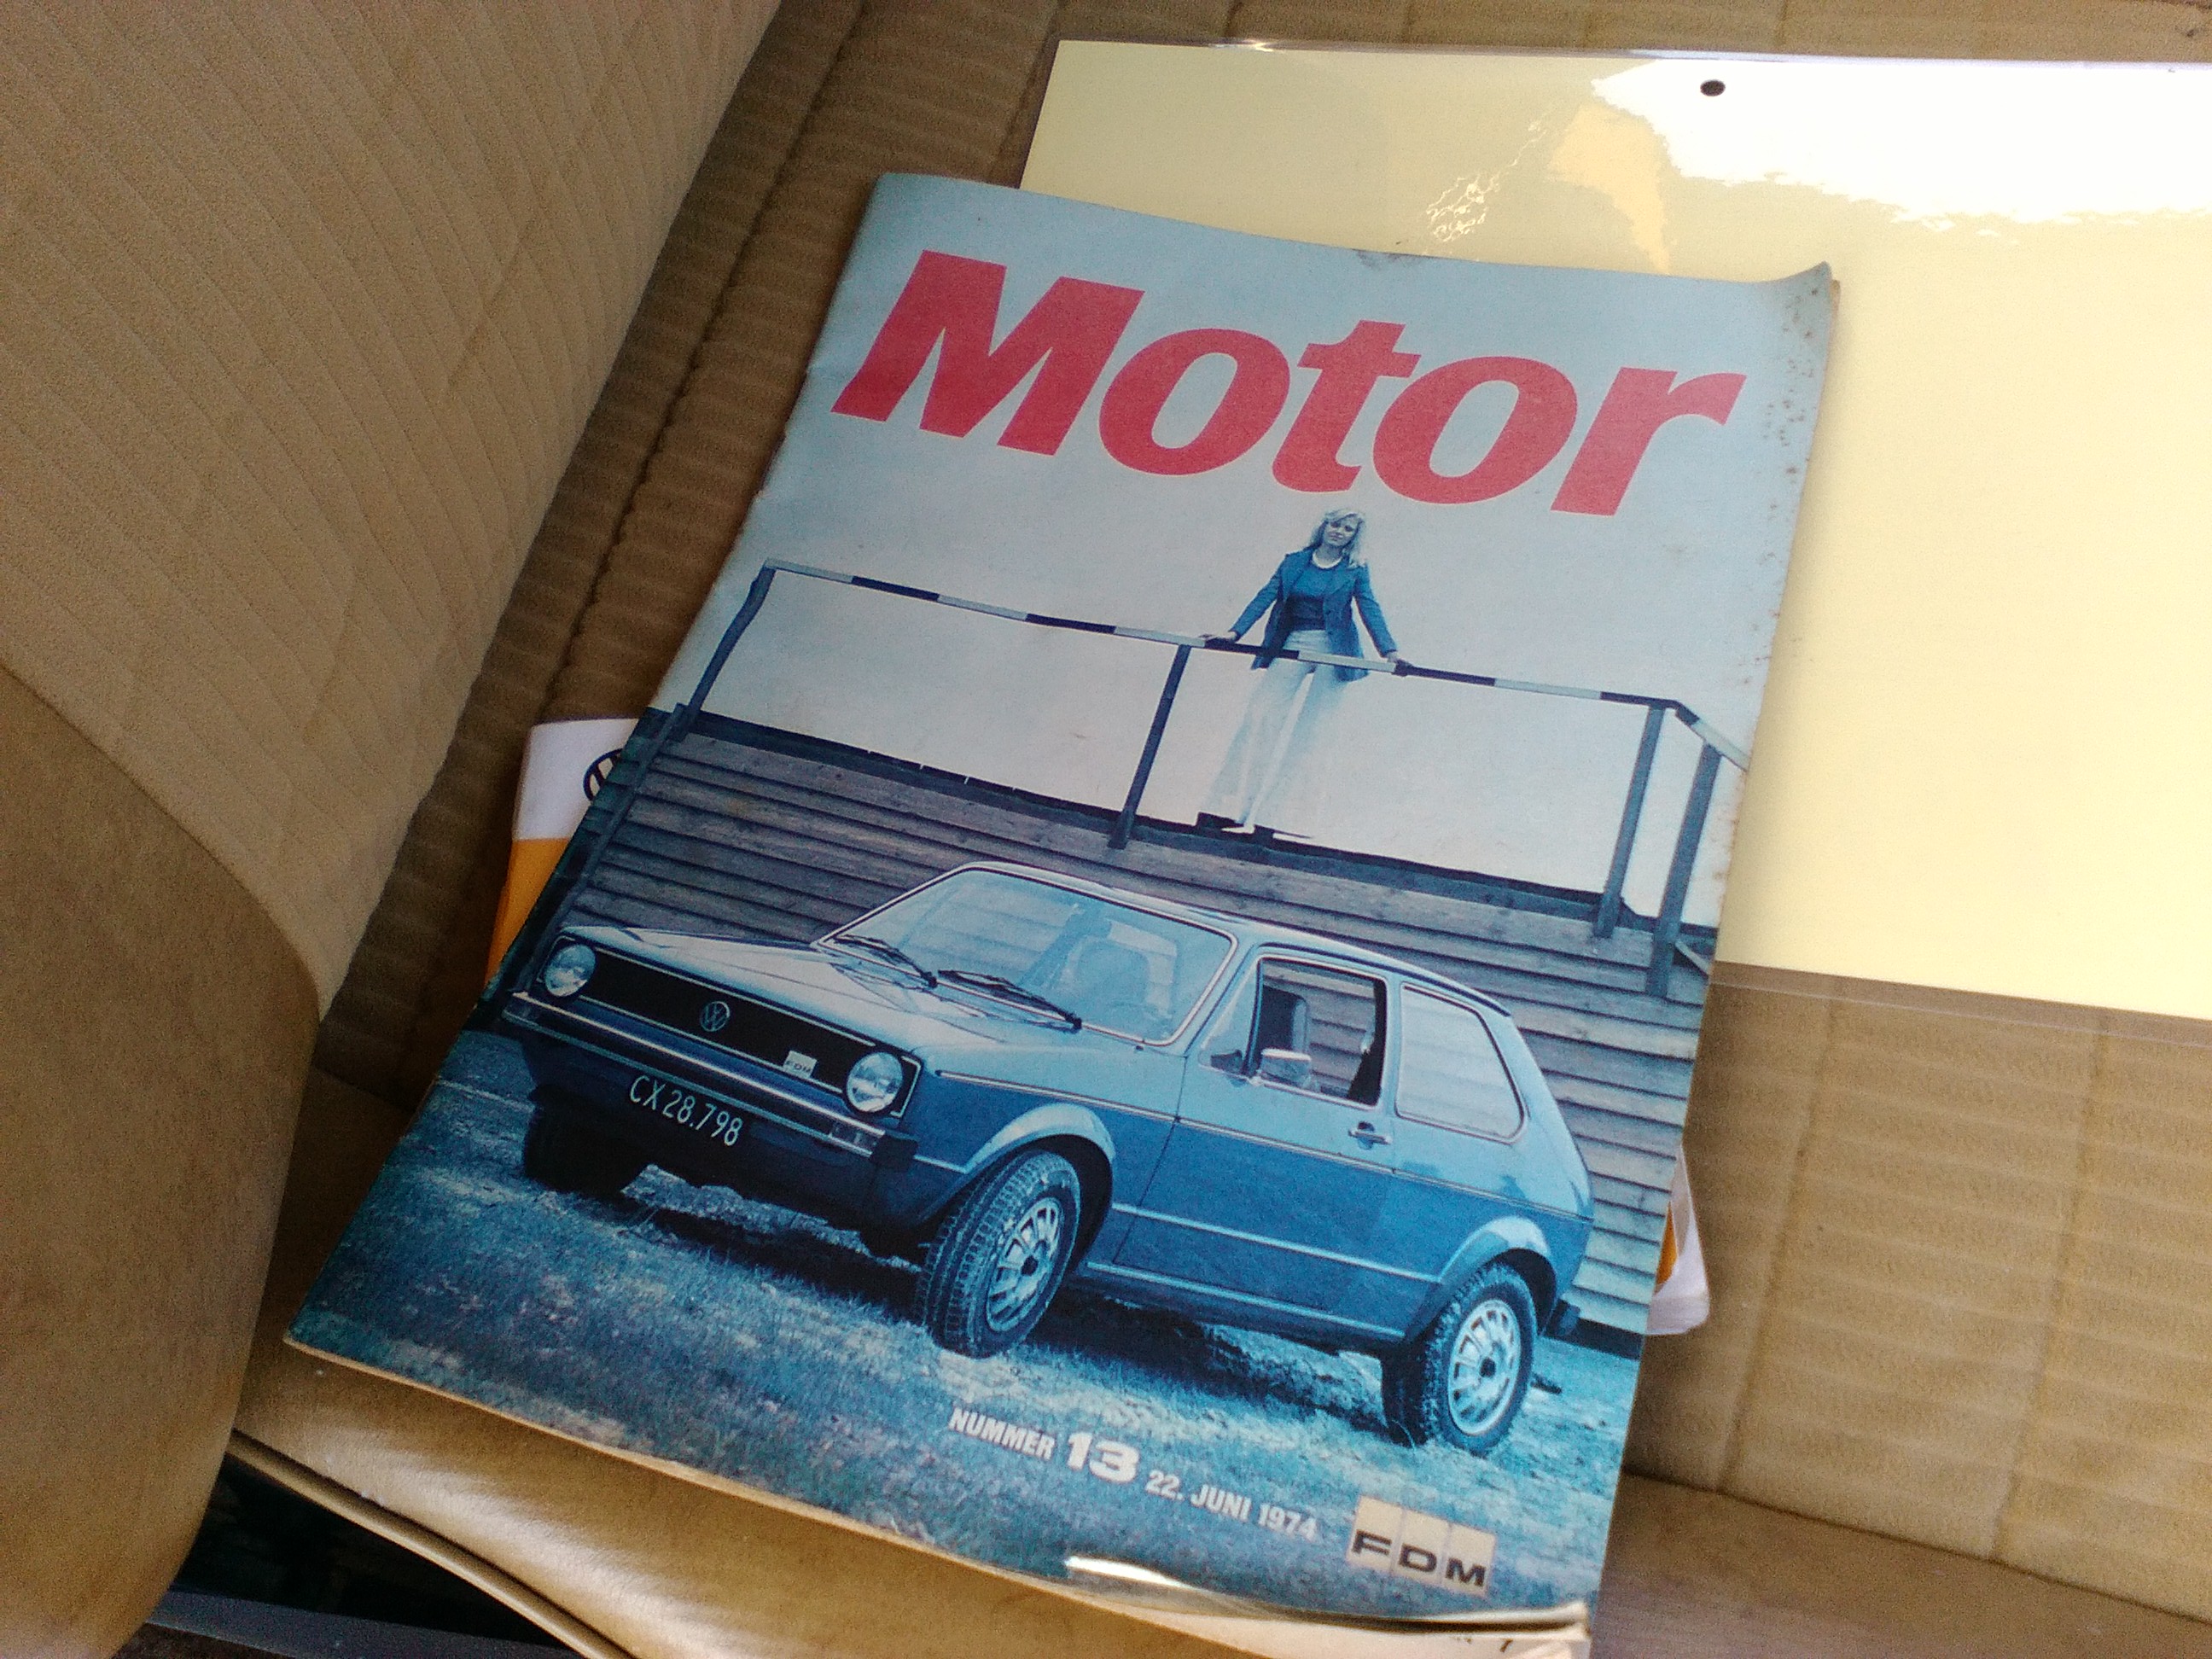 Motor
FDM
CX 28.798
NUMMER 13 22. JUNI 1974
FDM